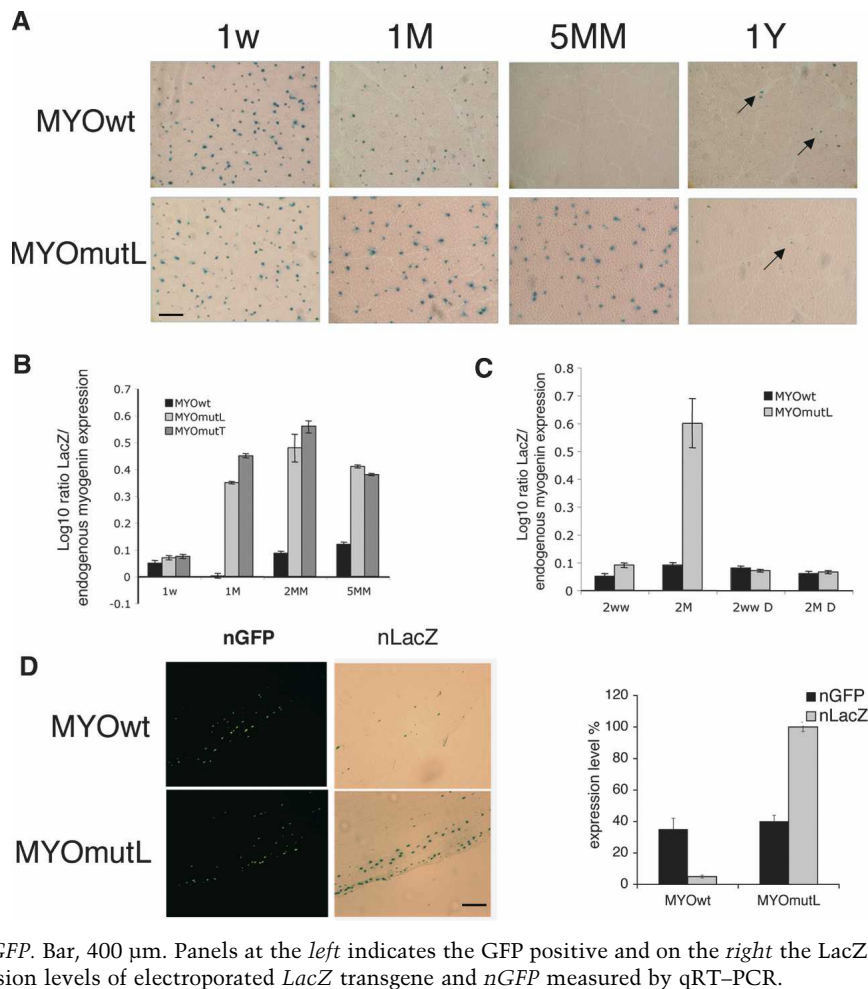 A
1w 1M 5MM 1Y
MYOwt
MYOmutL
B
Log10 ratio LacZ/
endogenous myogenin expression
0.7
0.6
0.5
0.4
0.3
0.2
0.1
0
-0.1
MYOwt
MYOmutL
MYOmutT
1w 1M 2MM 5MM
C
Log10 ratio LacZ/
endogenous myogenin expression
0.8
0.7
0.6
0.5
0.4
0.3
0.2
0.1
0
MYOwt
MYOmutL
2ww 2M 2ww D 2M D
D
nGFP nLacZ
MYOwt
MYOmutL
expression level %
120
100
80
60
40
20
0
nGFP
nLacZ
MYOwt MYOmutL
GFP. Bar, 400 µm. Panels at the left indicates the GFP positive and on the right the LacZ
sion levels of electroporated LacZ transgene and nGFP measured by qRT–PCR.